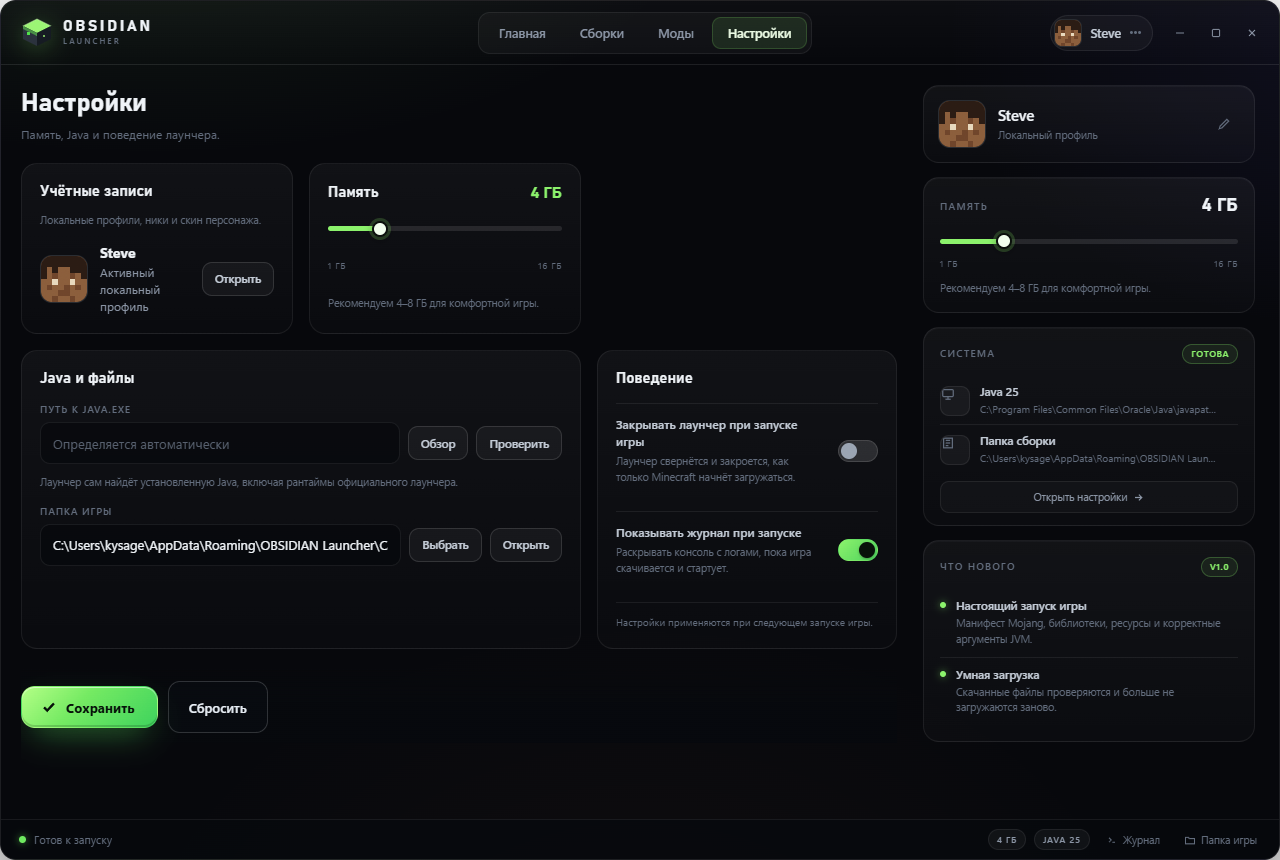 OBSIDIAN
LAUNCHER
Главная
Сборки
Моды
Настройки
Steve
Настройки
Память, Java и поведение лаунчера.
Учётные записи
Локальные профили, ники и скин персонажа.
Steve
Активный
локальный
профиль
Открыть
Память
4 ГБ
1 ГБ
16 ГБ
Рекомендуем 4–8 ГБ для комфортной игры.
Java и файлы
ПУТЬ К JAVA.EXE
Определяется автоматически
Обзор
Проверить
Лаунчер сам найдёт установленную Java, включая рантаймы официального лаунчера.
ПАПКА ИГРЫ
C:\Users\kysage\AppData\Roaming\OBSIDIAN Launcher\C
Выбрать
Открыть
Поведение
Закрывать лаунчер при запуске
игры
Лаунчер свернётся и закроется, как
только Minecraft начнёт загружаться.
Показывать журнал при запуске
Раскрывать консоль с логами, пока игра
скачивается и стартует.
Настройки применяются при следующем запуске игры.
Сохранить
Сбросить
Steve
Локальный профиль
ПАМЯТЬ
4 ГБ
1 ГБ
16 ГБ
Рекомендуем 4–8 ГБ для комфортной игры.
СИСТЕМА
ГОТОВА
Java 25
C:\Program Files\Common Files\Oracle\Java\javapat...
Папка сборки
C:\Users\kysage\AppData\Roaming\OBSIDIAN Laun...
Открыть настройки →
ЧТО НОВОГО
V1.0
Настоящий запуск игры
Манифест Mojang, библиотеки, ресурсы и корректные
аргументы JVM.
Умная загрузка
Скачанные файлы проверяются и больше не
загружаются заново.
Готов к запуску
4 ГБ
JAVA 25
Журнал
Папка игры